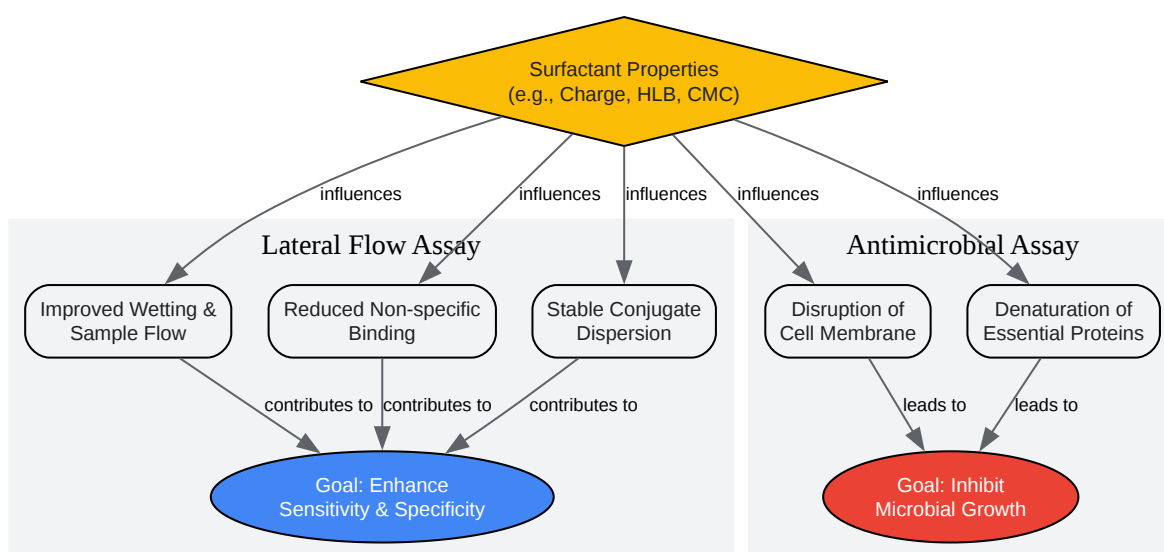 Surfactant Properties
(e.g., Charge, HLB, CMC)
influences
influences
influences
influences
influences
Lateral Flow Assay
Antimicrobial Assay
Improved Wetting &
Sample Flow
Reduced Non-specific
Binding
Stable Conjugate
Dispersion
Disruption of
Cell Membrane
Denaturation of
Essential Proteins
contributes to
contributes to
contributes to
leads to
leads to
Goal: Enhance
Sensitivity & Specificity
Goal: Inhibit
Microbial Growth